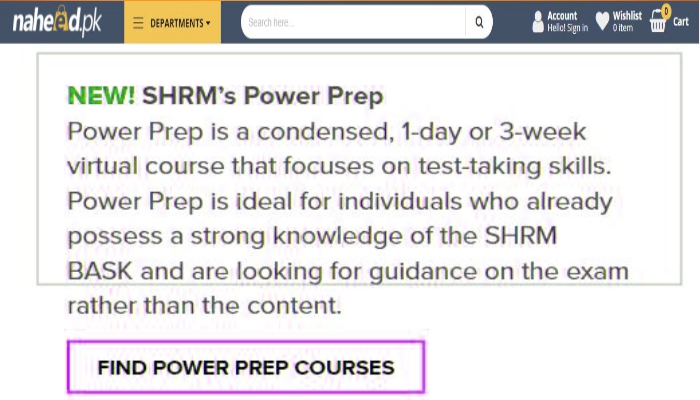 naheed.pk
DEPARTMENTS
Search here...
Account
Hello! Sign in
Wishlist
0 item
0
Cart
NEW! SHRM's Power Prep
Power Prep is a condensed, 1-day or 3-week
virtual course that focuses on test-taking skills.
Power Prep is ideal for individuals who already
possess a strong knowledge of the SHRM
BASK and are looking for guidance on the exam
rather than the content.
FIND POWER PREP COURSES